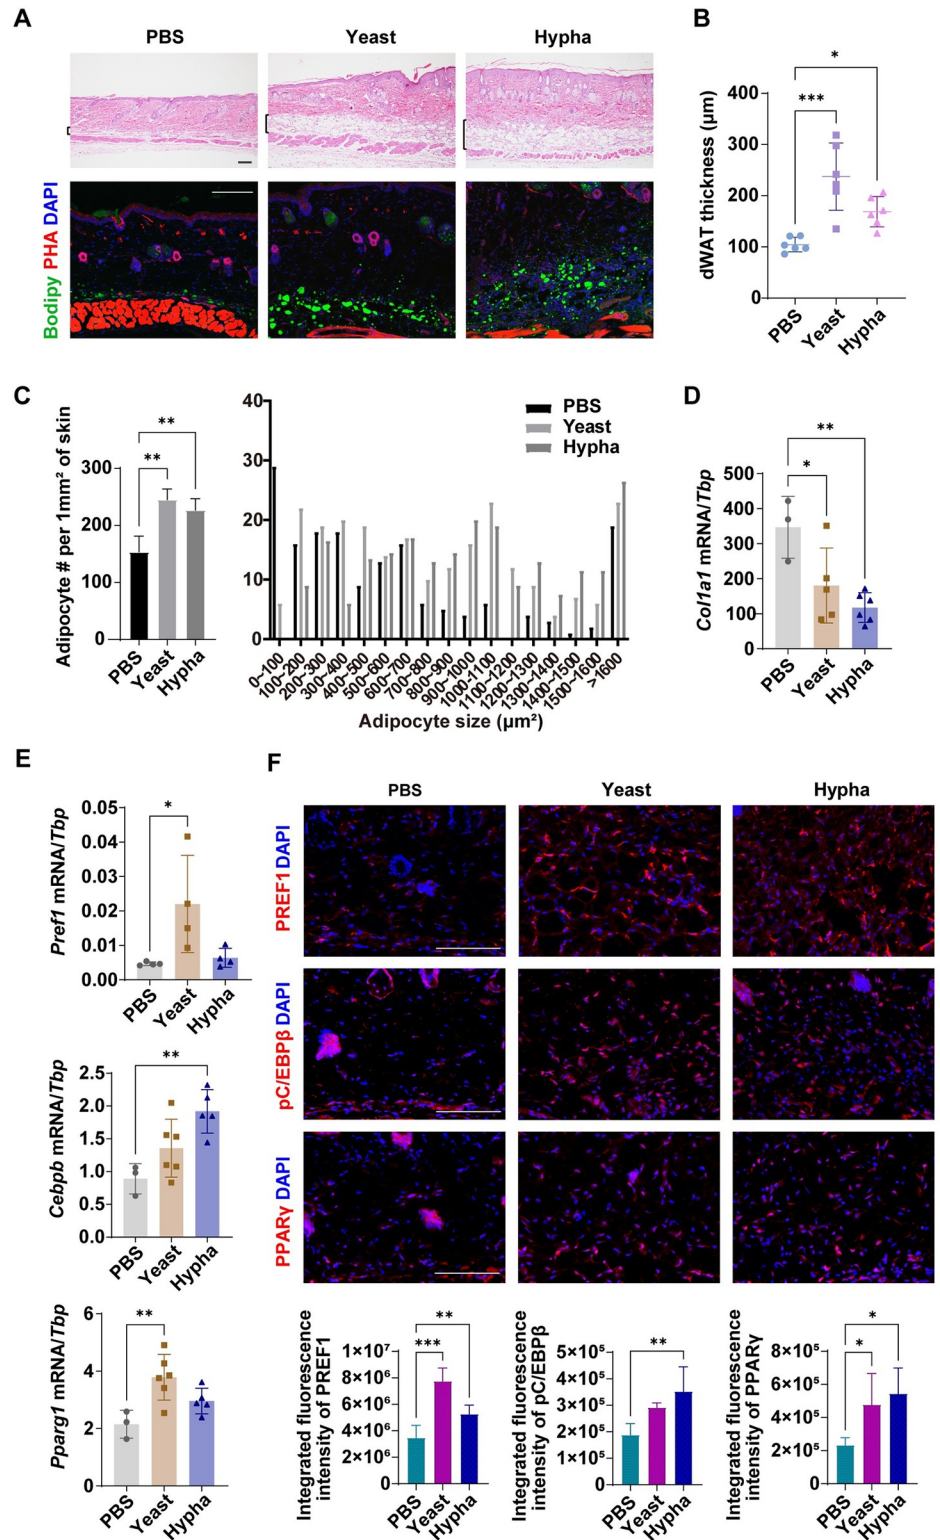 A
PBS
Yeast
Hypha
Bodipy PHA DAPI
B
dWAT thickness (µm)
400
300
200
100
0
*
***
PBS
Yeast
Hypha
C
Adipocyte # per 1mm² of skin
300
200
100
0
**
**
PBS
Yeast
Hypha
40
30
20
10
0
PBS
Yeast
Hypha
0~100
100~200
200~300
300~400
400~500
500~600
600~700
700~800
800~900
900~1000
1000~1100
1100~1200
1200~1300
1300~1400
1400~1500
1500~1600
>1600
Adipocyte size (µm²)
D
Col1a1 mRNA/Tbp
500
400
300
200
100
0
**
*
PBS
Yeast
Hypha
E
Pref1 mRNA/Tbp
0.05
0.04
0.03
0.02
0.01
0.00
*
PBS
Yeast
Hypha
Cebpb mRNA/Tbp
2.5
2.0
1.5
1.0
0.5
0.0
**
PBS
Yeast
Hypha
Pparg1 mRNA/Tbp
6
4
2
0
**
PBS
Yeast
Hypha
F
PBS
Yeast
Hypha
PREF1 DAPI
pC/EBPβ DAPI
PPARγ DAPI
Integrated fluorescence
intensity of PREF1
1×10⁷
8×10⁶
6×10⁶
4×10⁶
2×10⁶
0
**
***
PBS
Yeast
Hypha
Integrated fluorescence
intensity of pC/EBPβ
5×10⁵
4×10⁵
3×10⁵
2×10⁵
1×10⁵
0
**
PBS
Yeast
Hypha
Integrated fluorescence
intensity of PPARγ
8×10⁵
6×10⁵
4×10⁵
2×10⁵
0
*
*
PBS
Yeast
Hypha